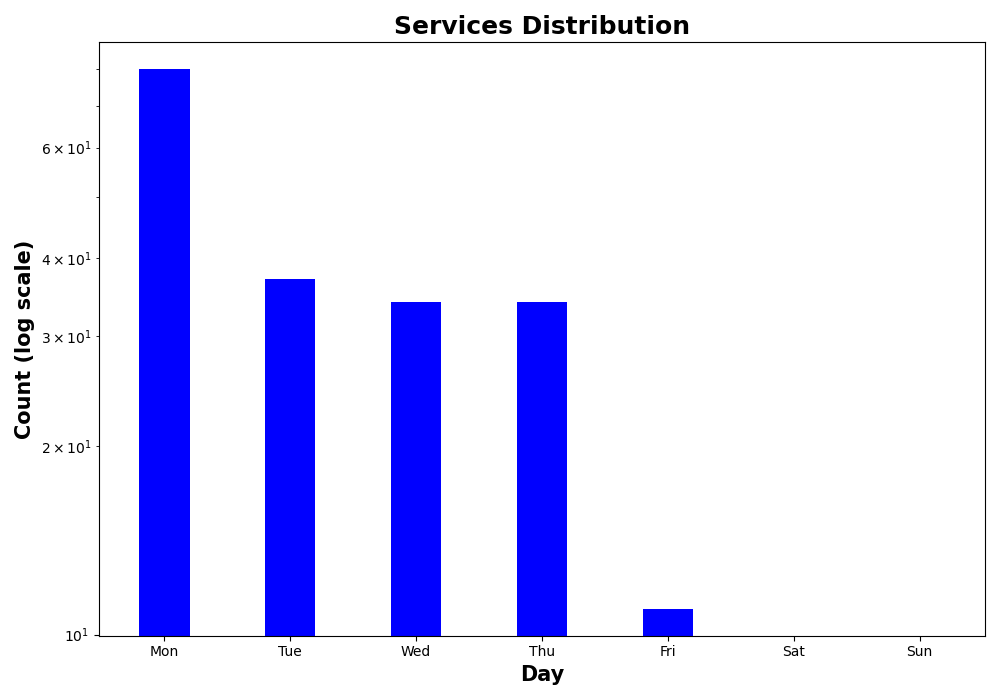 Services Distribution
Count (log scale)
6 × 10¹
4 × 10¹
3 × 10¹
2 × 10¹
10¹
Mon Tue Wed Thu Fri Sat Sun
Day